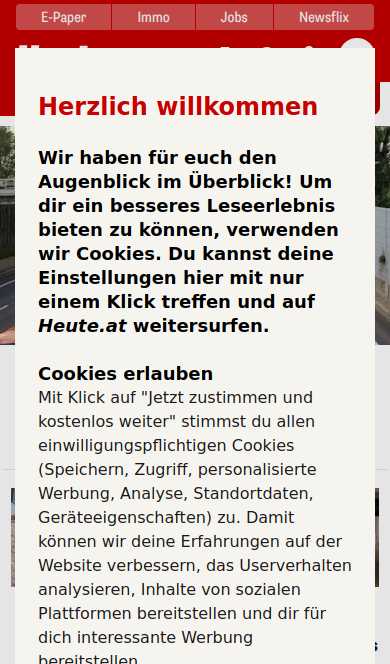 E-Paper Immo Jobs Newsflix
Herzlich willkommen
Wir haben für euch den
Augenblick im Überblick! Um
dir ein besseres Leseerlebnis
bieten zu können, verwenden
wir Cookies. Du kannst deine
Einstellungen hier mit nur
einem Klick treffen und auf
Heute.at weitersurfen.
Cookies erlauben
Mit Klick auf "Jetzt zustimmen und
kostenlos weiter" stimmst du allen
einwilligungspflichtigen Cookies
(Speichern, Zugriff, personalisierte
Werbung, Analyse, Standortdaten,
Geräteeigenschaften) zu. Damit
können wir deine Erfahrungen auf der
Website verbessern, das Userverhalten
analysieren, Inhalte von sozialen
Plattformen bereitstellen und dir für
dich interessante Werbung
bereitstellen